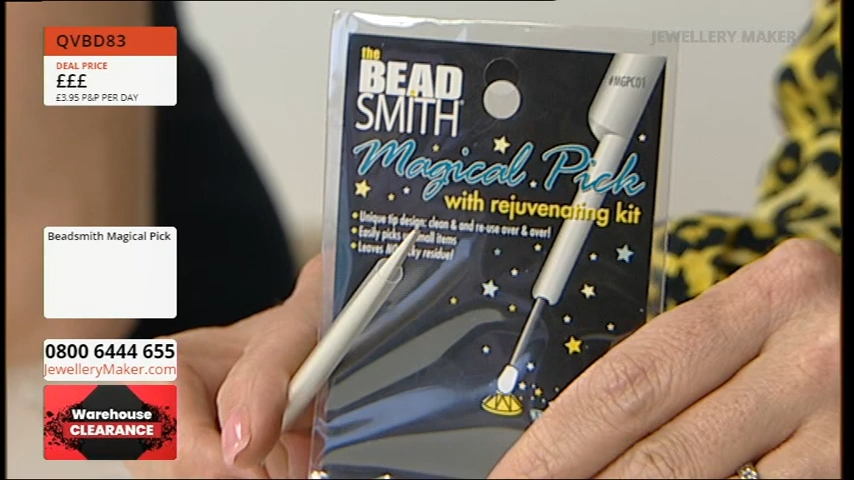 QVBD83
DEAL PRICE
£££
£3.95 P&P PER DAY
Beadsmith Magical Pick
0800 6444 655
JewelleryMaker.com
Warehouse
CLEARANCE
JEWELLERY MAKER
the
BEAD
SMITH
#MGPC01
Magical Pick
with rejuvenating kit
Unique tip design: clean & and re-use over & over!
Easily picks small items
Leaves NO residue!